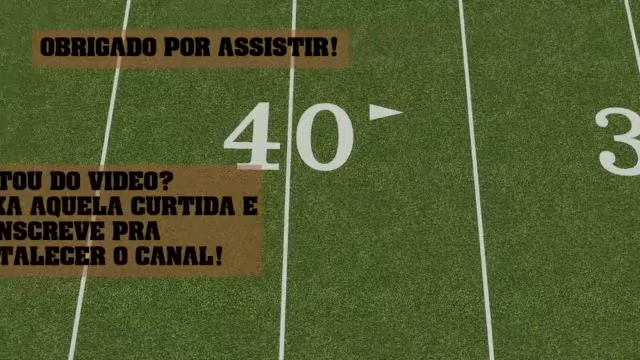 OBRIGADO POR ASSISTIR!
40
3
TOU DO VIDEO?
XA AQUELA CURTIDA E
NSCREVE PRA
TALECER O CANAL!